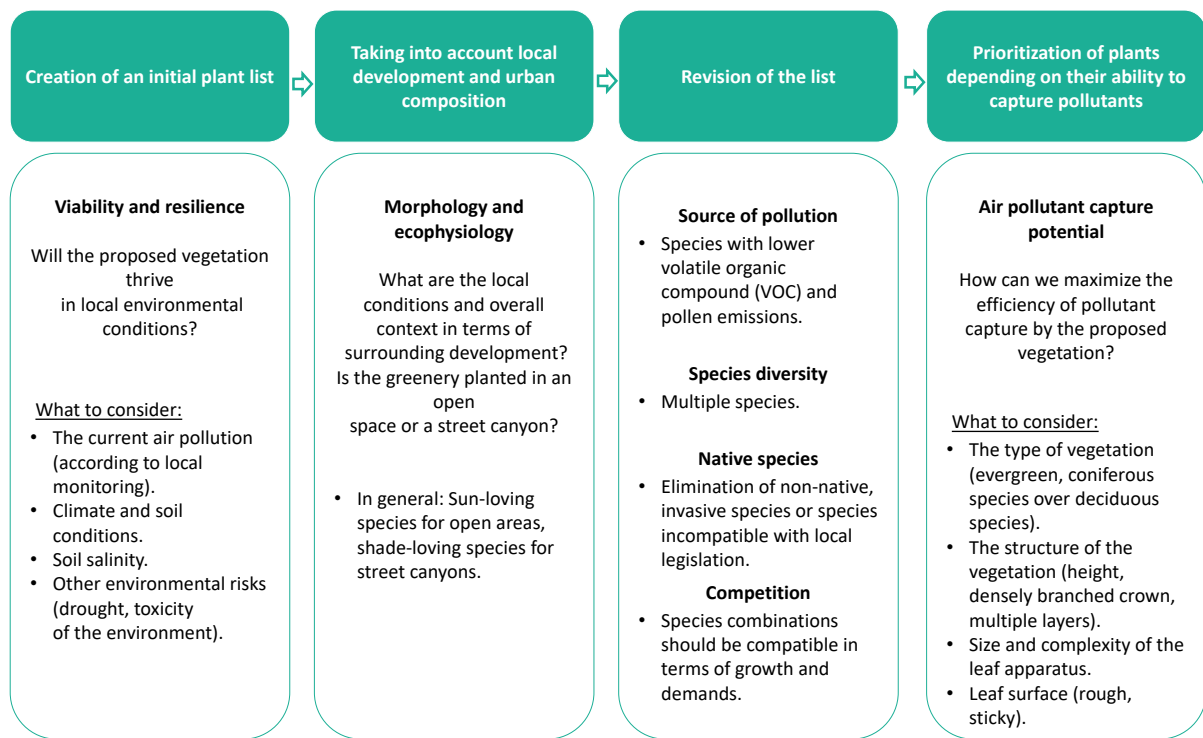 Creation of an initial plant list
Taking into account local
development and urban
composition
Revision of the list
Prioritization of plants
depending on their ability to
capture pollutants
Viability and resilience
Will the proposed vegetation
thrive
in local environmental
conditions?
What to consider:
• The current air pollution
(according to local
monitoring).
• Climate and soil
conditions.
• Soil salinity.
• Other environmental risks
(drought, toxicity
of the environment).
Morphology and
ecophysiology
What are the local
conditions and overall
context in terms of
surrounding development?
Is the greenery planted in an
open
space or a street canyon?
• In general: Sun-loving
species for open areas,
shade-loving species for
street canyons.
Source of pollution
• Species with lower
volatile organic
compound (VOC) and
pollen emissions.
Species diversity
• Multiple species.
Native species
• Elimination of non-native,
invasive species or species
incompatible with local
legislation.
Competition
• Species combinations
should be compatible in
terms of growth and
demands.
Air pollutant capture
potential
How can we maximize the
efficiency of pollutant
capture by the proposed
vegetation?
What to consider:
• The type of vegetation
(evergreen, coniferous
species over deciduous
species).
• The structure of the
vegetation (height,
densely branched crown,
multiple layers).
• Size and complexity of the
leaf apparatus.
• Leaf surface (rough,
sticky).